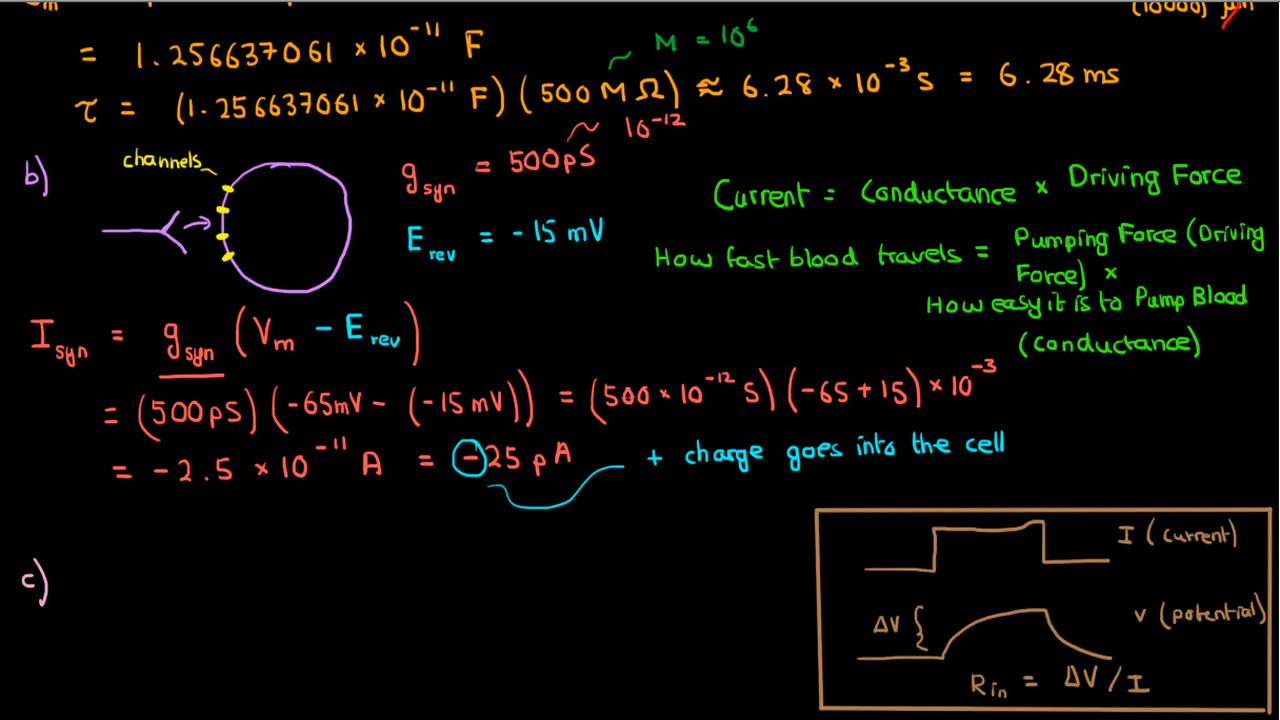 (10000) μm
= 1.256637061 × 10⁻¹¹ F
M = 10⁶
τ = (1.256637061 × 10⁻¹¹ F) (500 MΩ) ≈ 6.28 × 10⁻³ s = 6.28 ms
10⁻¹²
b)
channels
g_syn = 500pS
E_rev = -15 mV
Current = Conductance × Driving Force
How fast blood travels = Pumping Force (Driving
Force) ×
How easy it is to Pump Blood
(conductance)
I_syn = g_syn (V_m - E_rev)
= (500pS) (-65mV - (-15 mV)) = (500 × 10⁻¹² S) (-65 + 15) × 10⁻³
= -2.5 × 10⁻¹¹ A = -25 pA
+ charge goes into the cell
c)
I (current)
ΔV {
v (potential)
R_in = ΔV / I